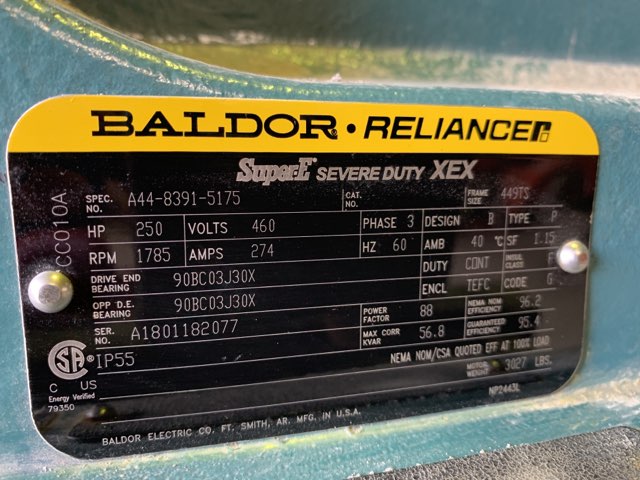 BALDOR • RELIANCER
Super-E SEVERE DUTY XEX
CC010A
SPEC. NO. A44-8391-5175 CAT. NO. FRAME SIZE 449TS
HP 250 VOLTS 460 PHASE 3 DESIGN B TYPE P
RPM 1785 AMPS 274 HZ 60 AMB 40 °C SF 1.15
DRIVE END BEARING 90BC03J30X DUTY CONT INSUL CLASS F
OPP D.E. BEARING 90BC03J30X ENCL TEFC CODE G
SER. NO. A1801182077 POWER FACTOR 88 NEMA NOM EFFICIENCY 96.2
MAX CORR KVAR 56.8 GUARANTEED EFFICIENCY 95.4
IP55 NEMA NOM/CSA QUOTED EFF AT 100% LOAD
SA
C US
MOTOR WEIGHT 3027 LBS.
Energy Verified
79350
NP2443L
BALDOR ELECTRIC CO. FT. SMITH, AR. MFG. IN U.S.A.